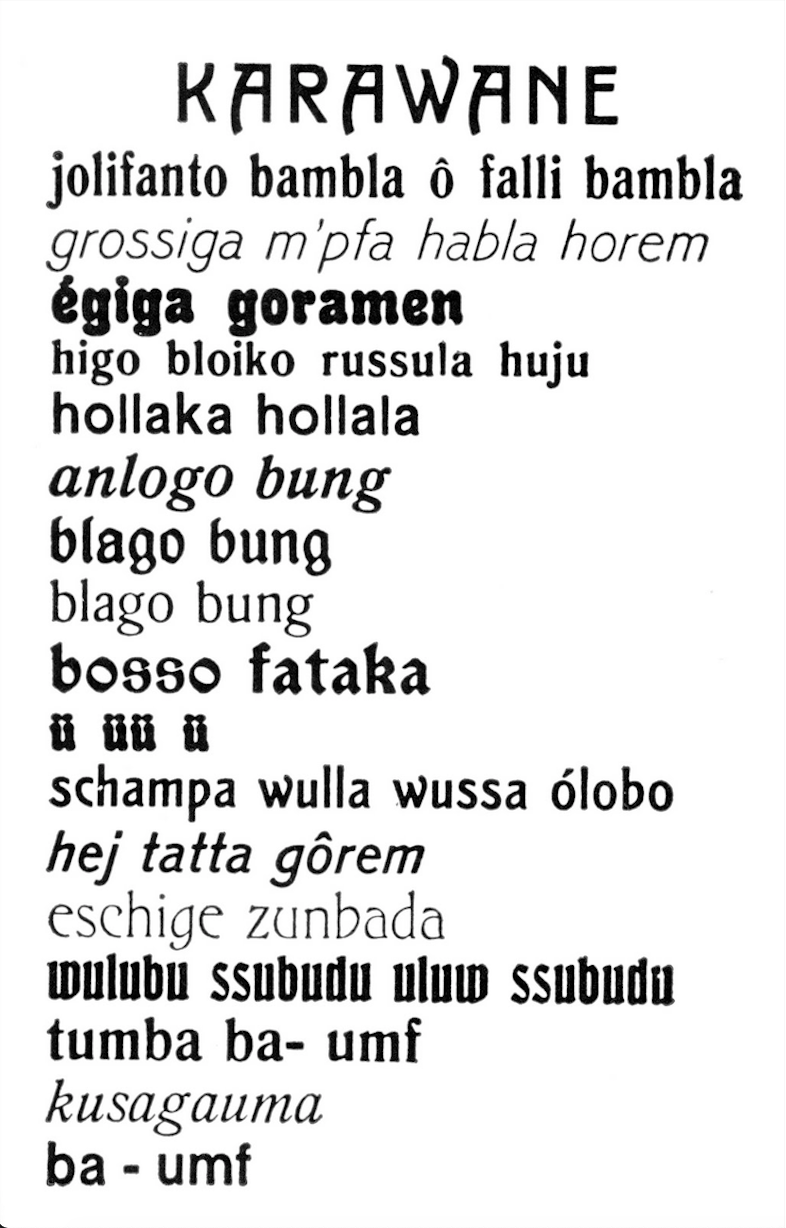 KARAWANE
jolifanto bambla ô falli bambla
grossiga m'pfa habla horem
égiga goramen
higo bloiko russula huju
hollaka hollala
anlogo bung
blago bung
blago bung
bosso fataka
ü üü ü
schampa wulla wussa ólobo
hej tatta gôrem
eschige zunbada
wulubu ssubudu uluw ssubudu
tumba ba- umf
kusagauma
ba - umf